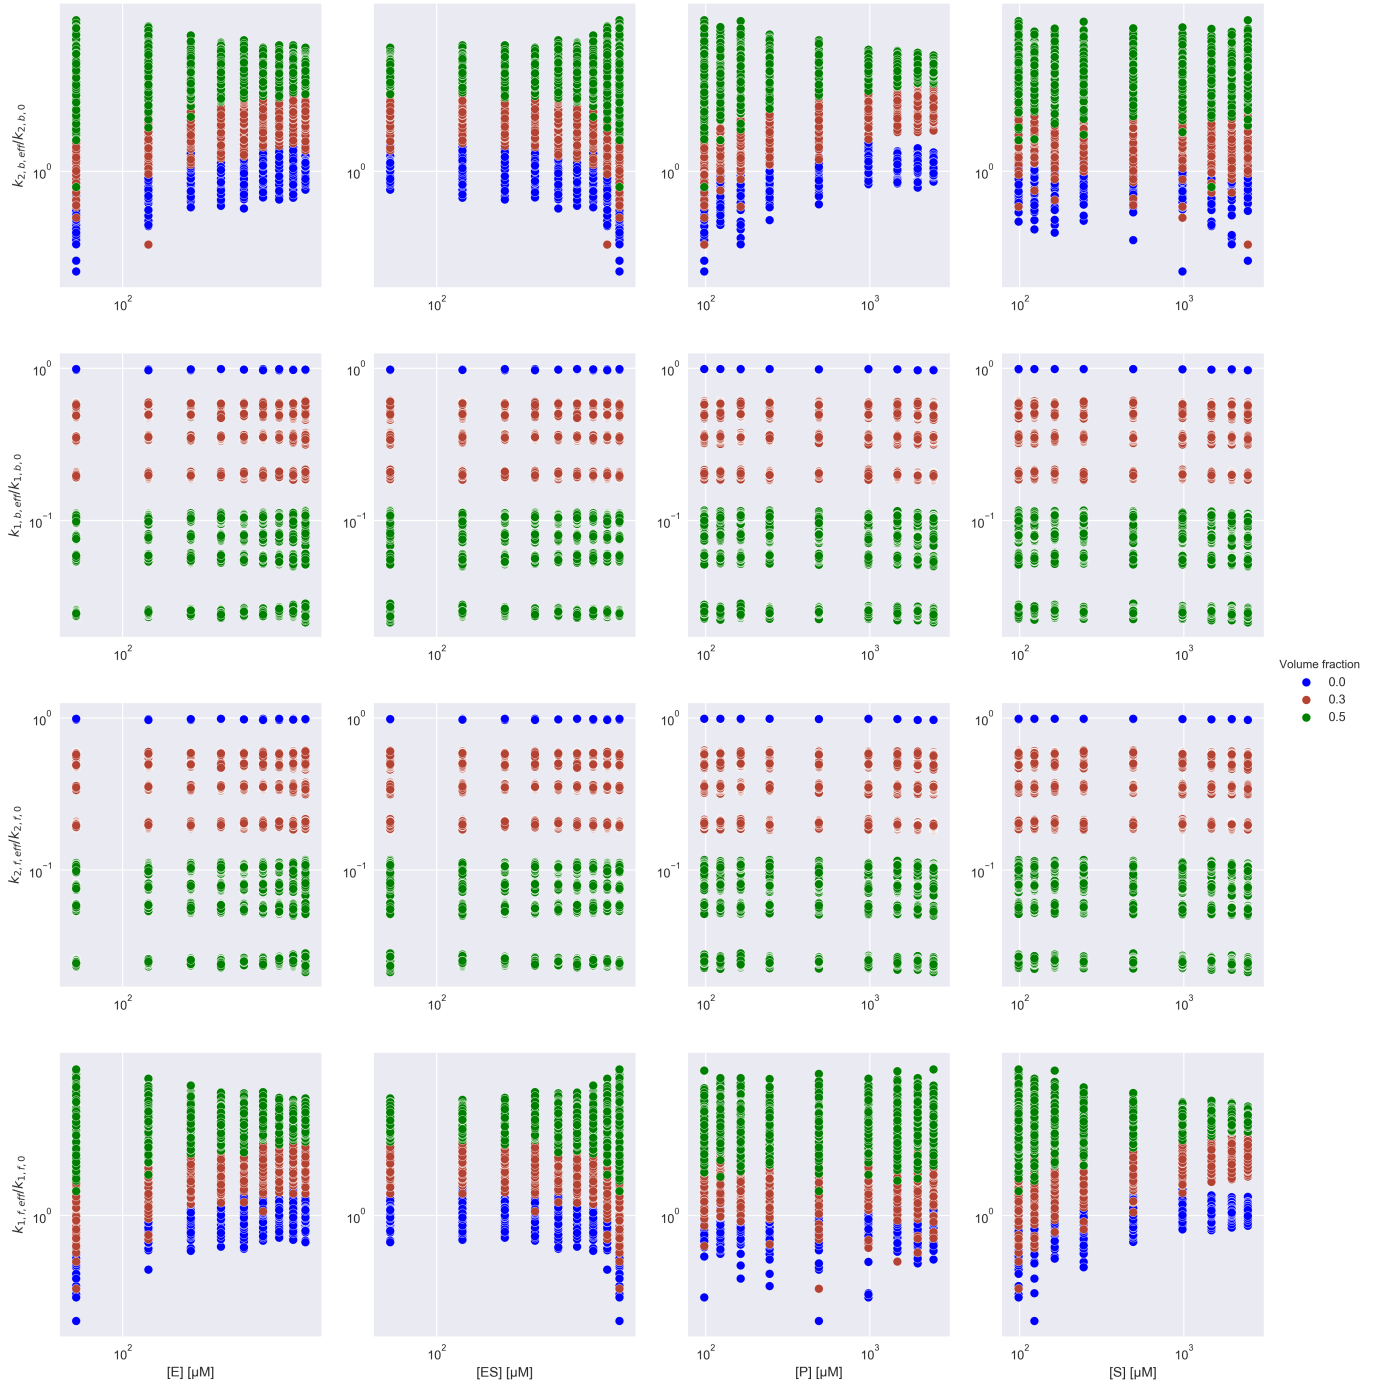 k2,b,eff/k2,b,0
10^0
10^2
10^2
10^2 10^3
10^2 10^3
k1,b,eff/k1,b,0
10^0 10^0 10^0 10^0
10^-1 10^-1 10^-1 10^-1
10^2
10^2
10^2 10^3
10^2 10^3
Volume fraction
0.0
0.3
0.5
k2,f,eff/k2,f,0
10^0 10^0 10^0 10^0
10^-1 10^-1 10^-1 10^-1
10^2
10^2
10^2 10^3
10^2 10^3
k1,f,eff/k1,f,0
10^0 10^0 10^0 10^0
10^2
10^2
10^2 10^3
10^2 10^3
[E] [µM]
[ES] [µM]
[P] [µM]
[S] [µM]